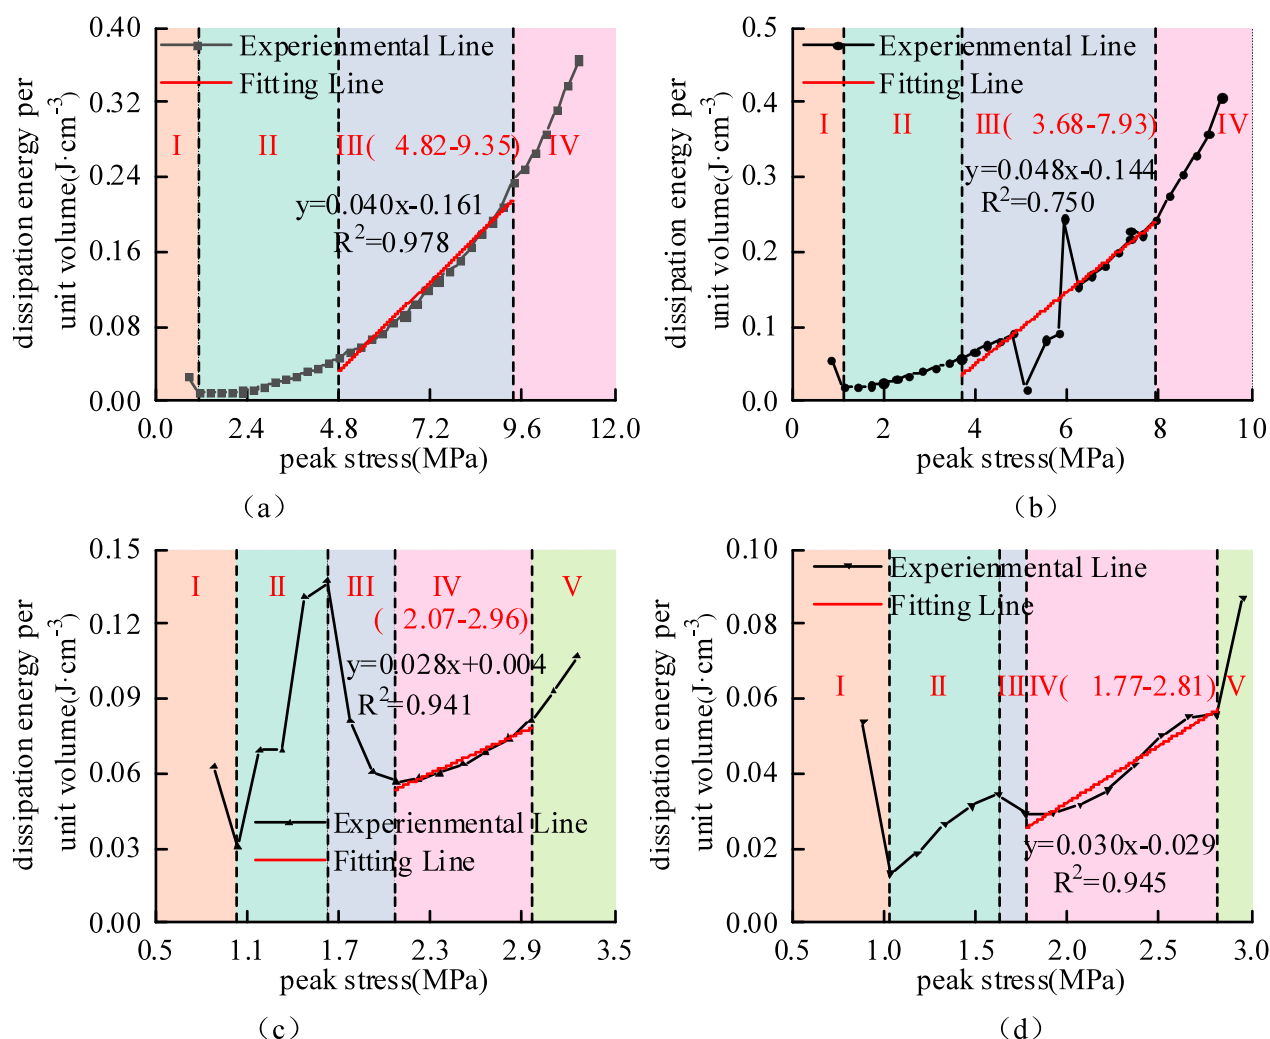 0.40
0.32
0.24
0.16
0.08
0.00
dissipation energy per
unit volume(J·cm-3)
Experienmental Line
Fitting Line
I
II
III( 4.82-9.35)
IV
y=0.040x-0.161
R2=0.978
0.0 2.4 4.8 7.2 9.6 12.0
peak stress(MPa)
(a)
0.5
0.4
0.3
0.2
0.1
0.0
dissipation energy per
unit volume(J·cm-3)
Experienmental Line
Fitting Line
I
II
III( 3.68-7.93)
IV
y=0.048x-0.144
R2=0.750
0 2 4 6 8 10
peak stress(MPa)
(b)
0.15
0.12
0.09
0.06
0.03
0.00
dissipation energy per
unit volume(J·cm-3)
I
II
III
IV
( 2.07-2.96)
V
y=0.028x+0.004
R2=0.941
Experienmental Line
Fitting Line
0.5 1.1 1.7 2.3 2.9 3.5
peak stress(MPa)
(c)
0.10
0.08
0.06
0.04
0.02
0.00
dissipation energy per
unit volume(J·cm-3)
Experienmental Line
Fitting Line
I
II
III
IV( 1.77-2.81)
V
y=0.030x-0.029
R2=0.945
0.5 1.0 1.5 2.0 2.5 3.0
peak stress(MPa)
(d)